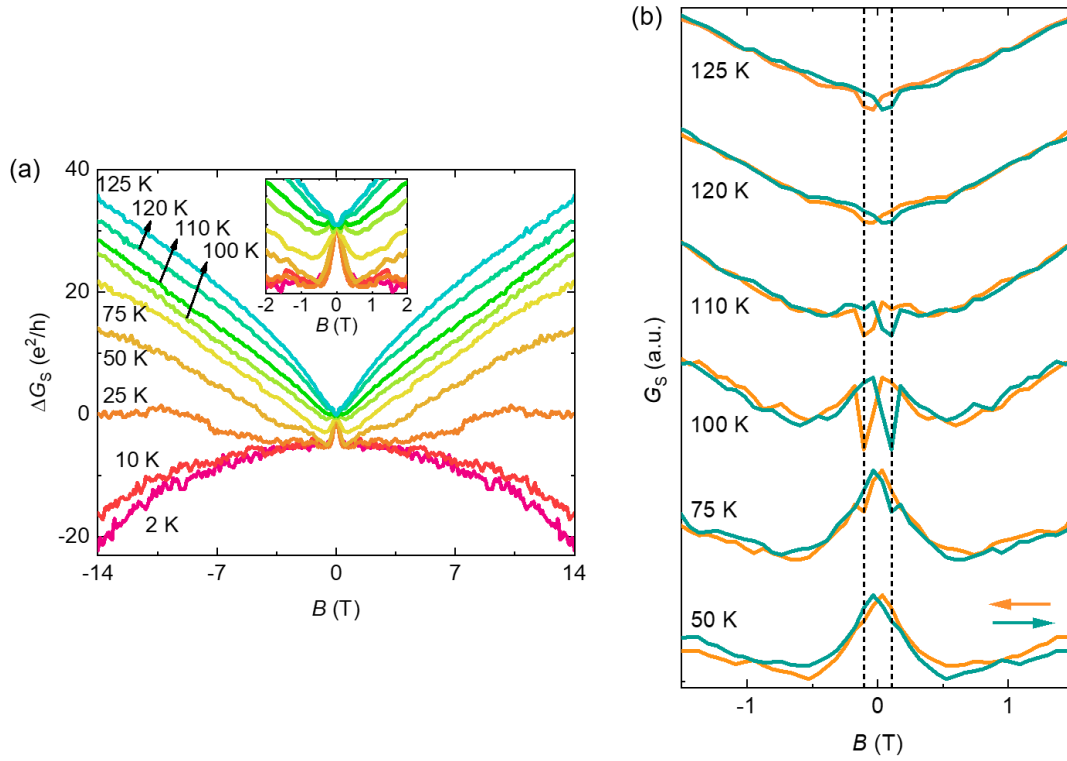 (a)
40
20
0
-20
ΔG_S (e²/h)
125 K
120 K
110 K
100 K
75 K
50 K
25 K
10 K
2 K
-2 -1 0 1 2
B (T)
-14 -7 0 7 14
B (T)
(b)
G_S (a.u.)
125 K
120 K
110 K
100 K
75 K
50 K
-1 0 1
B (T)